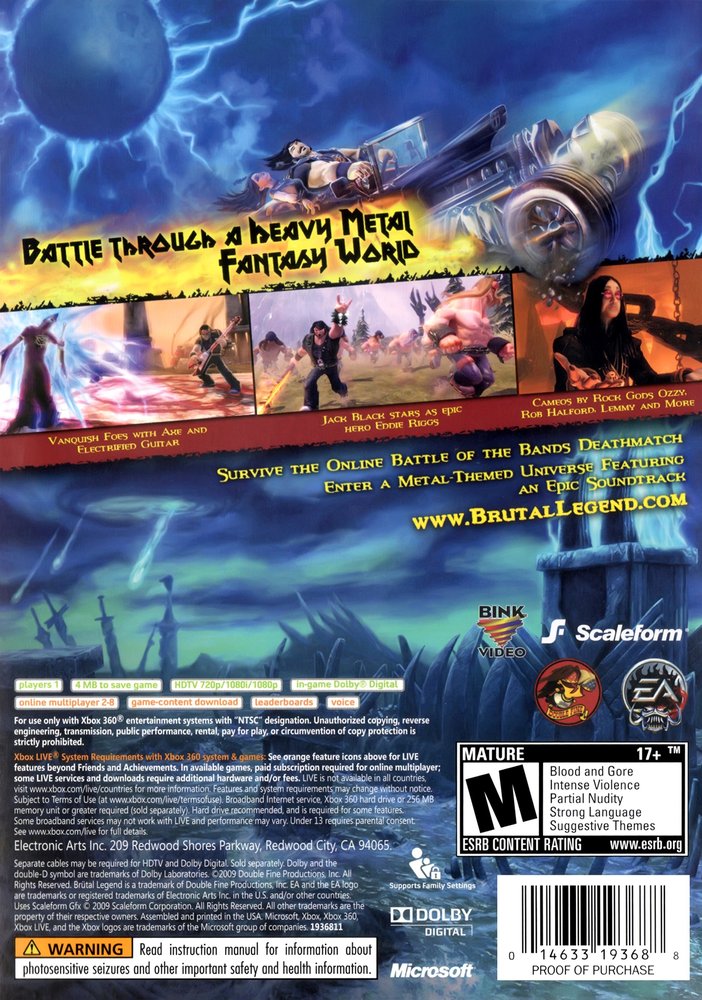 Battle through a heavy Metal
Fantasy World
Vanquish Foes with Axe and
Electrified Guitar
Jack Black stars as epic
hero Eddie Riggs
Cameos by Rock Gods Ozzy,
Rob Halford, Lemmy and More
Survive the Online Battle of the Bands Deathmatch
Enter a Metal-Themed Universe Featuring
an Epic Soundtrack
www.BrutalLegend.com
BINK
VIDEO
Scaleform
EA
players 1
4 MB to save game
HDTV 720p/1080i/1080p
in-game Dolby® Digital
online multiplayer 2-8
game-content download
leaderboards
voice
For use only with Xbox 360® entertainment systems with "NTSC" designation. Unauthorized copying, reverse
engineering, transmission, public performance, rental, pay for play, or circumvention of copy protection is
strictly prohibited.
Xbox LIVE® System Requirements with Xbox 360 system & games: See orange feature icons above for LIVE
features beyond Friends and Achievements. In available games, paid subscription required for online multiplayer;
some LIVE services and downloads require additional hardware and/or fees. LIVE is not available in all countries,
visit www.xbox.com/live/countries for more information. Features and system requirements may change without notice.
Subject to Terms of Use (at www.xbox.com/live/termsofuse). Broadband Internet service, Xbox 360 hard drive or 256 MB
memory unit or greater required (sold separately). Hard drive recommended, and is required for some features.
Some broadband services may not work with LIVE and performance may vary. Under 13 requires parental consent.
See www.xbox.com/live for full details.
Electronic Arts Inc. 209 Redwood Shores Parkway, Redwood City, CA 94065.
Separate cables may be required for HDTV and Dolby Digital. Sold separately. Dolby and the
double-D symbol are trademarks of Dolby Laboratories. ©2009 Double Fine Productions, Inc. All
Rights Reserved. Brütal Legend is a trademark of Double Fine Productions, Inc. EA and the EA logo
are trademarks or registered trademarks of Electronic Arts Inc. in the U.S. and/or other countries.
Uses Scaleform Gfx © 2009 Scaleform Corporation. All Rights Reserved. All other trademarks are the
property of their respective owners. Assembled and printed in the USA. Microsoft, Xbox, Xbox 360,
Xbox LIVE, and the Xbox logos are trademarks of the Microsoft group of companies. 1936811
WARNING
Read instruction manual for information about
photosensitive seizures and other important safety and health information.
MATURE 17+ ™
M
Blood and Gore
Intense Violence
Partial Nudity
Strong Language
Suggestive Themes
ESRB CONTENT RATING www.esrb.org
Supports Family Settings
DOLBY
DIGITAL
Microsoft
0 14633 19368 8
PROOF OF PURCHASE